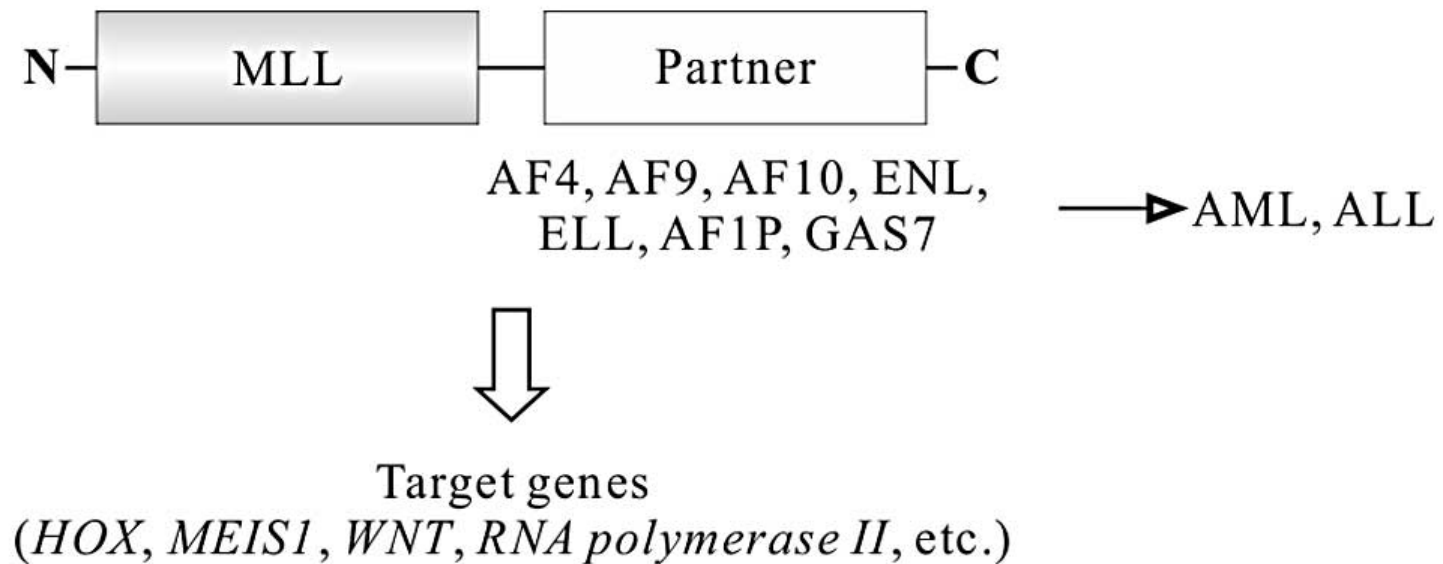 N MLL Partner C
AF4, AF9, AF10, ENL,
ELL, AF1P, GAS7
AML, ALL
Target genes
(HOX, MEIS1, WNT, RNA polymerase II, etc.)